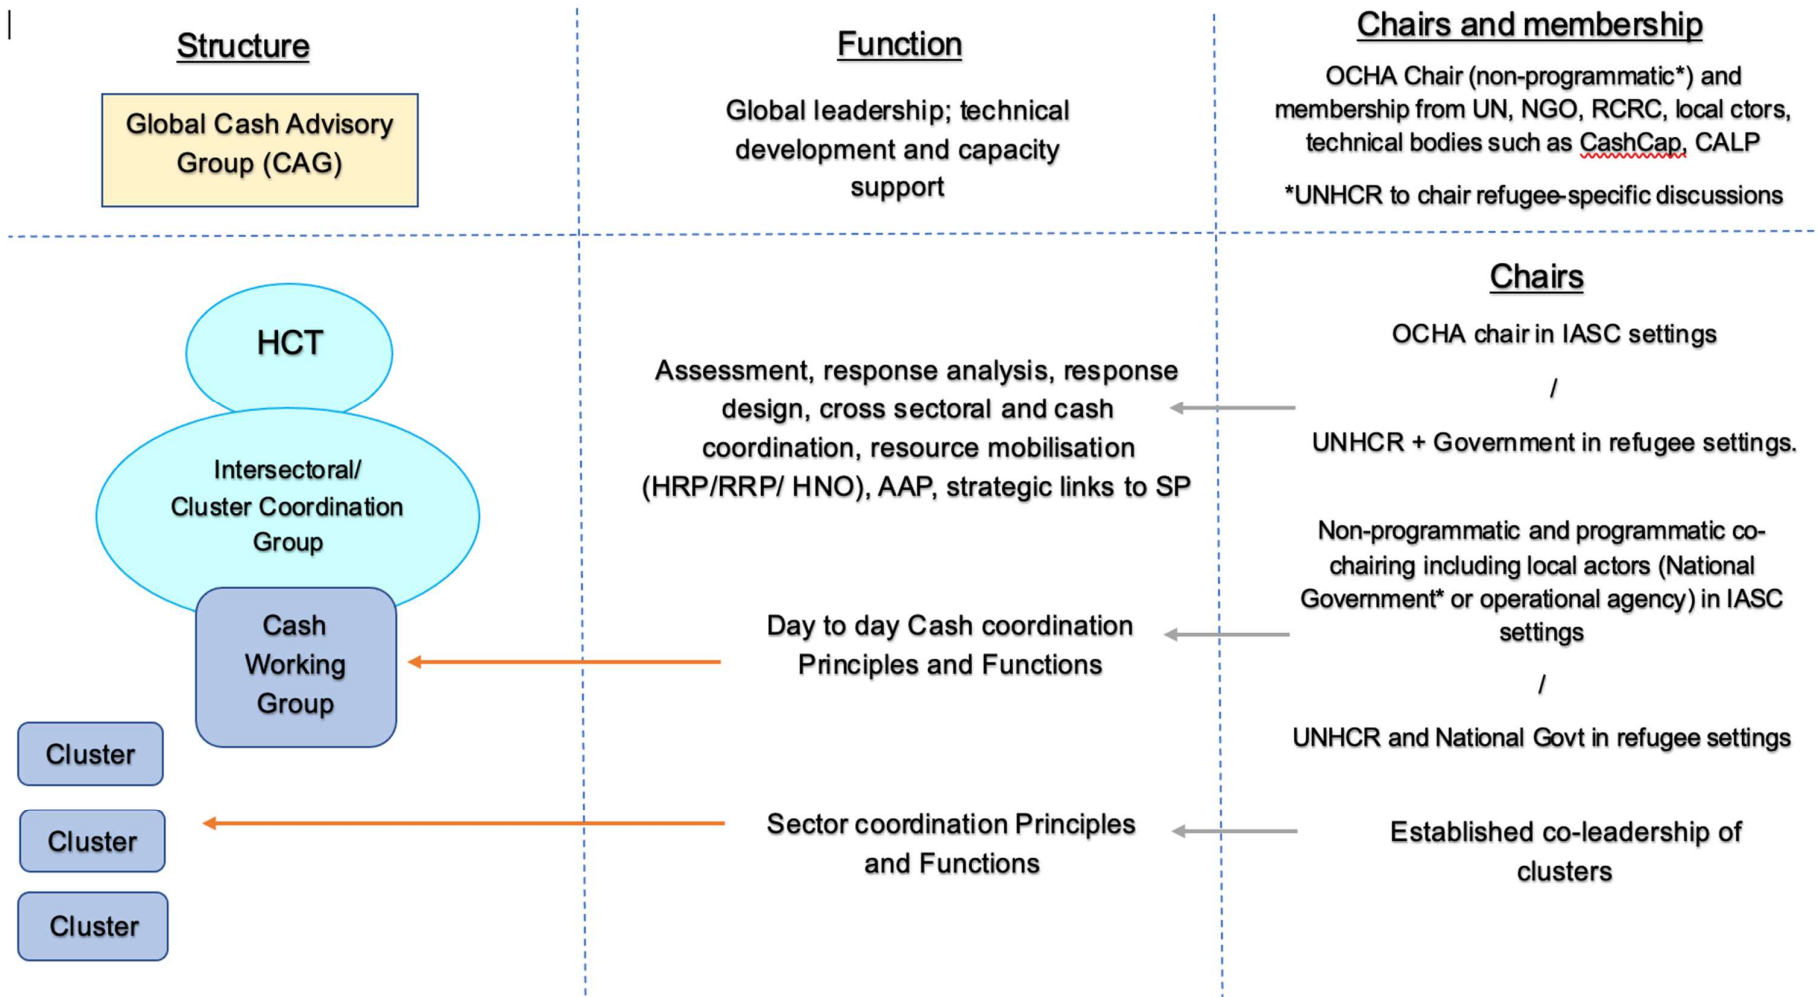 Structure
Global Cash Advisory
Group (CAG)
Function
Global leadership; technical
development and capacity
support
Chairs and membership
OCHA Chair (non-programmatic*) and
membership from UN, NGO, RCRC, local ctors,
technical bodies such as CashCap, CALP
*UNHCR to chair refugee-specific discussions
HCT
Intersectoral/
Cluster Coordination
Group
Cash
Working
Group
Cluster
Cluster
Cluster
Assessment, response analysis, response
design, cross sectoral and cash
coordination, resource mobilisation
(HRP/RRP/ HNO), AAP, strategic links to SP
Day to day Cash coordination
Principles and Functions
Sector coordination Principles
and Functions
Chairs
OCHA chair in IASC settings
/
UNHCR + Government in refugee settings.
Non-programmatic and programmatic co-
chairing including local actors (National
Government* or operational agency) in IASC
settings
/
UNHCR and National Govt in refugee settings
Established co-leadership of
clusters